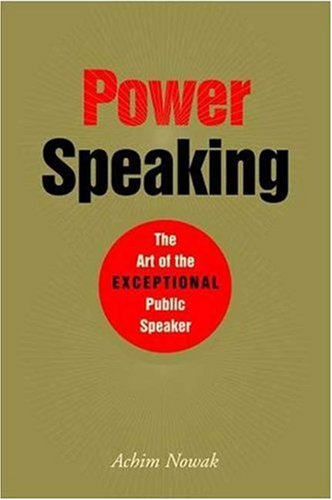 Power
Speaking
The
Art of the
EXCEPTIONAL
Public
Speaker
Achim Nowak